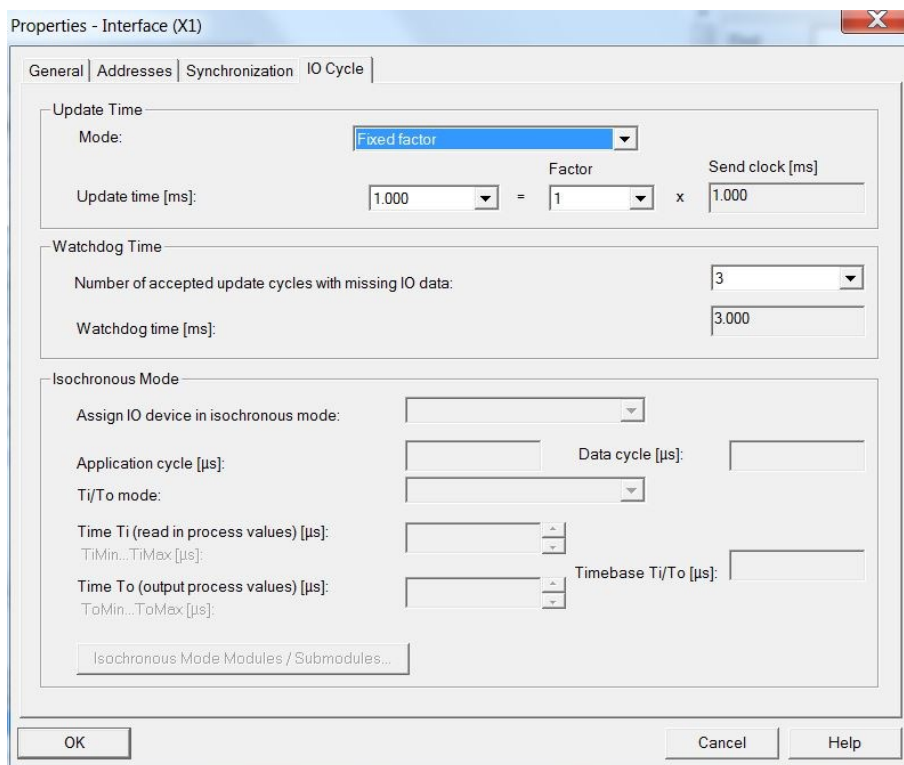 Properties - Interface (X1)
General Addresses Synchronization IO Cycle
Update Time
Mode: Fixed factor
Factor Send clock [ms]
Update time [ms]: 1.000 = 1 x 1.000
Watchdog Time
Number of accepted update cycles with missing IO data: 3
Watchdog time [ms]: 3.000
Isochronous Mode
Assign IO device in isochronous mode:
Application cycle [µs]: Data cycle [µs]:
Ti/To mode:
Time Ti (read in process values) [µs]:
TiMin...TiMax [µs]:
Timebase Ti/To [µs]:
Time To (output process values) [µs]:
ToMin...ToMax [µs]:
Isochronous Mode Modules / Submodules...
OK Cancel Help